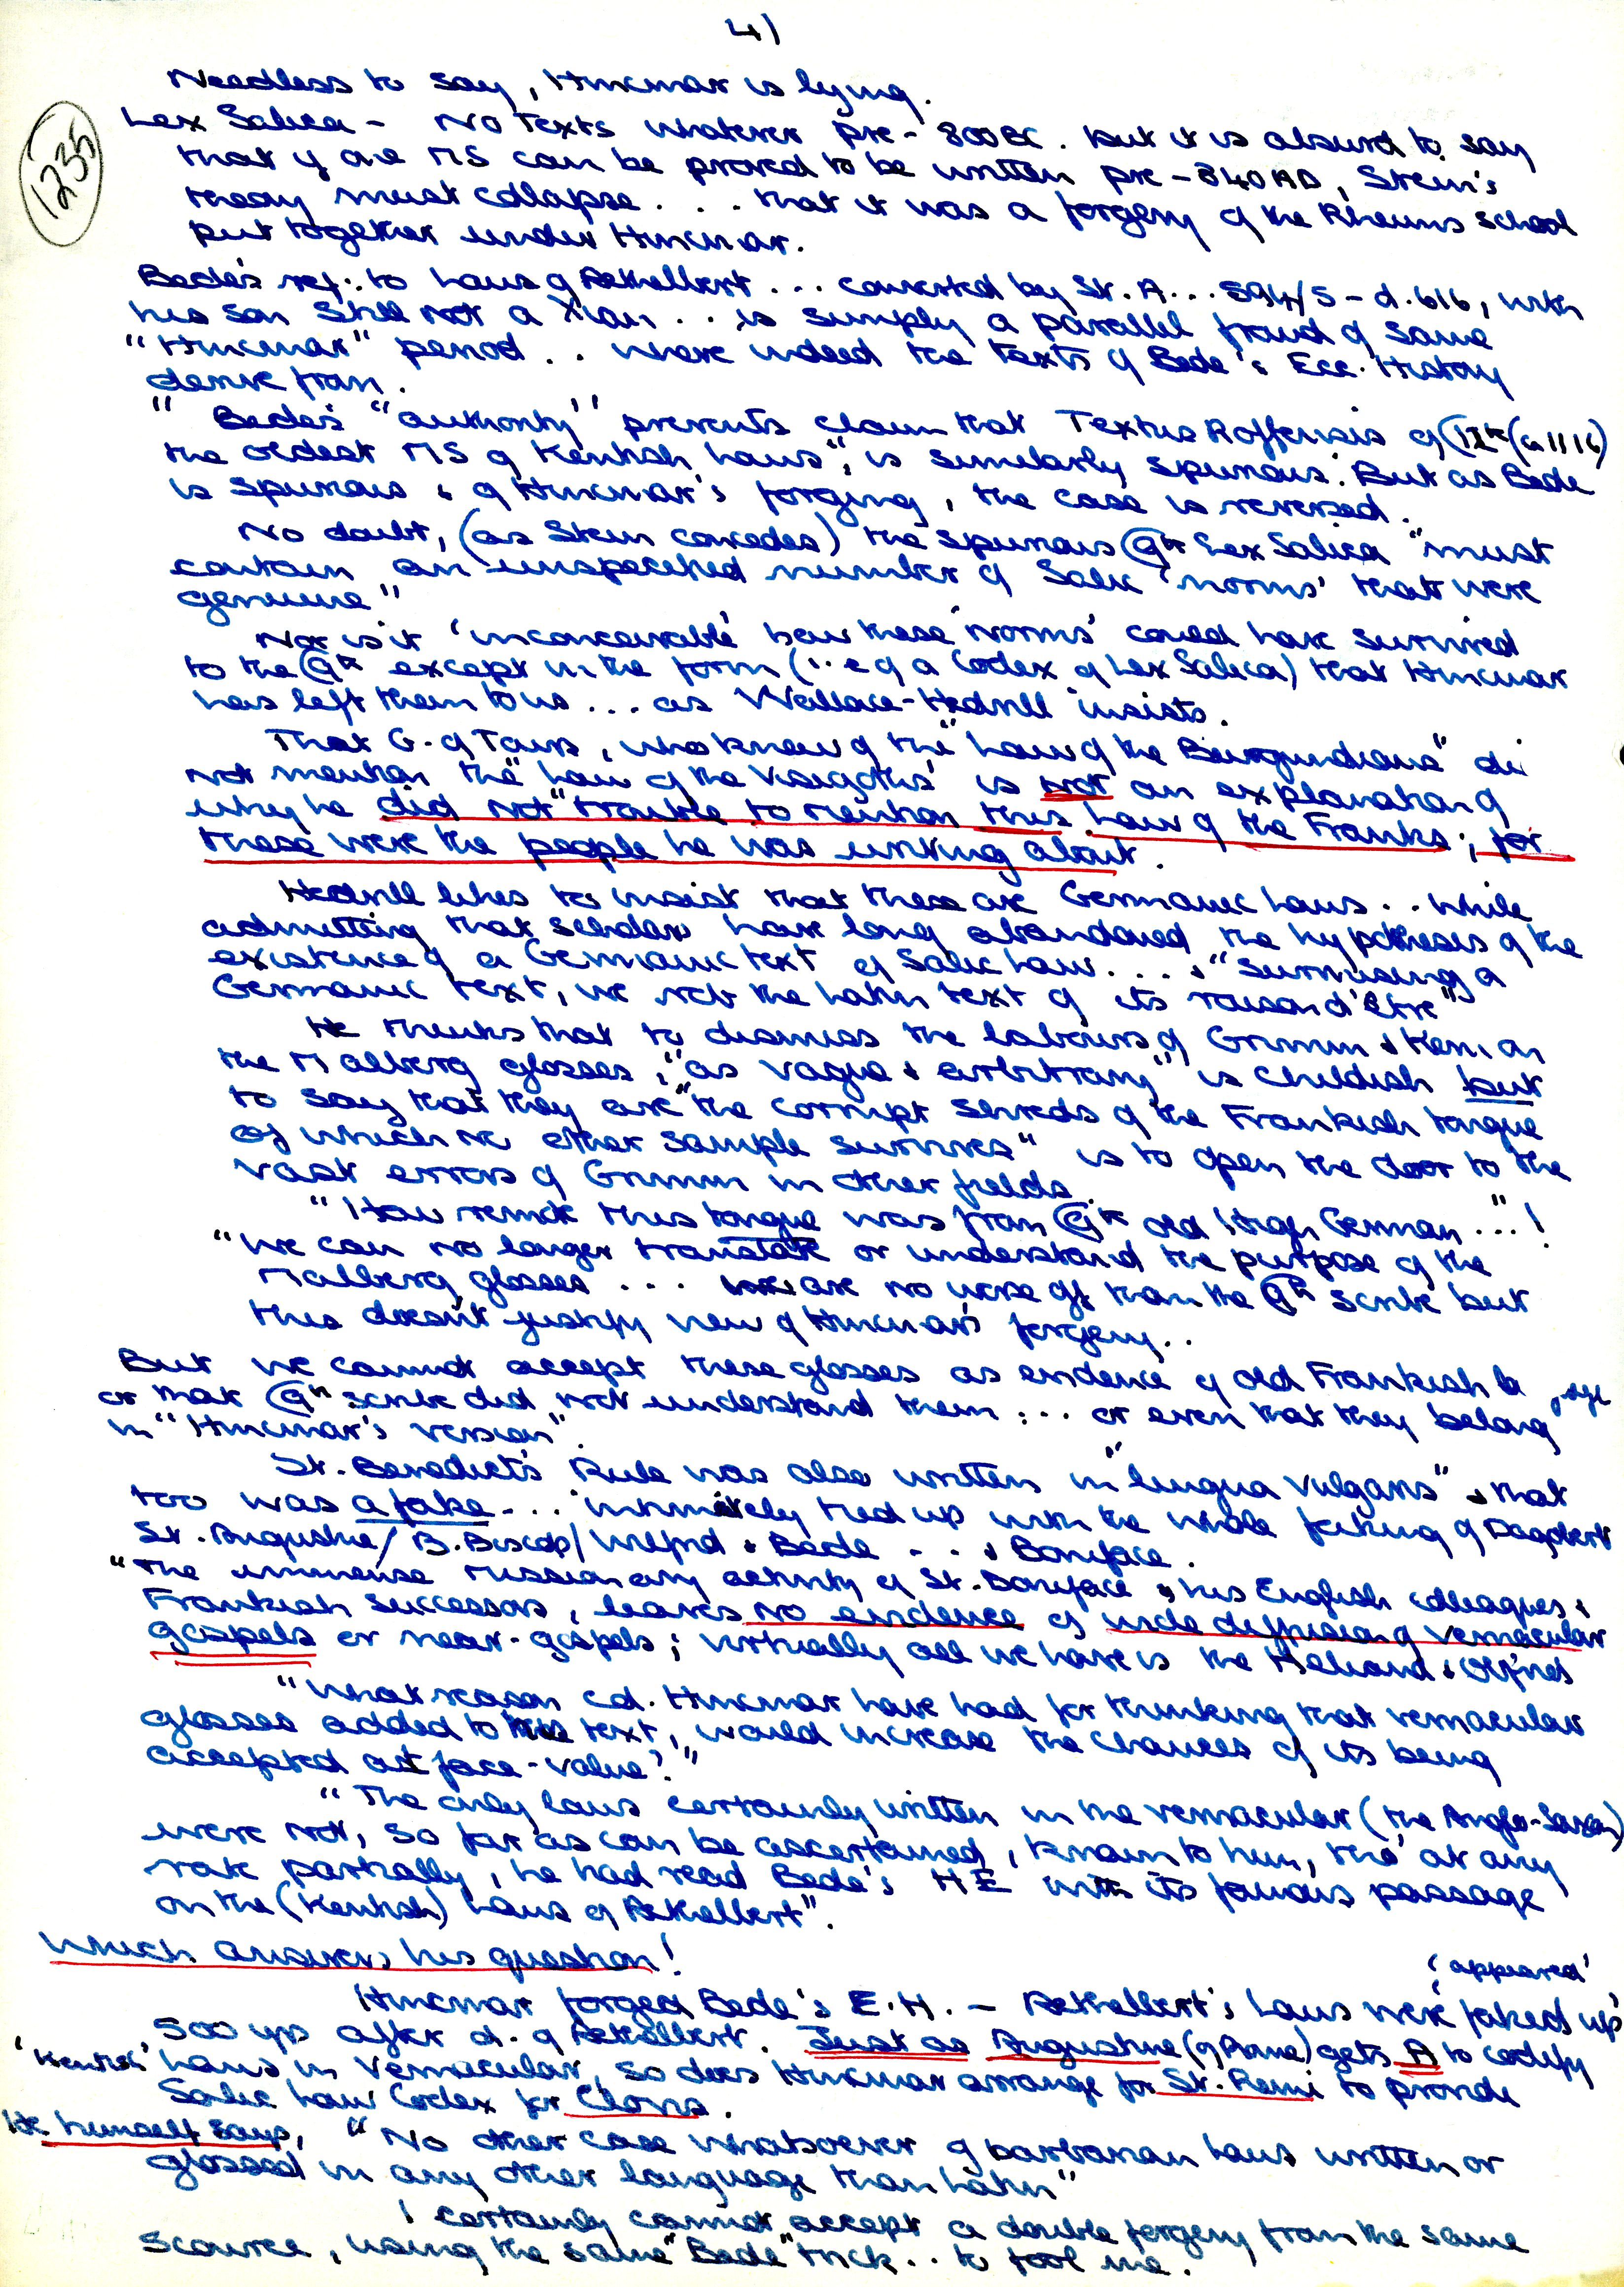 4)
1235
Needless to say, Hincmar is lying.
Lex Salica - No Texts whatever pre-800BC. But it is absurd to say
that if one MS can be proved to be written pre-840AD, Stein's
theory must collapse . . . that it was a forgery of the Rheims school
put together under Hincmar.
Bede's ref: to Laws of Aethelbert ... converted by St. A... 594/5 - d. 616, with
his son still not a Xian . . is simply a parallel fraud of same
"Hincmar" period . . where indeed the Texts of Bede's Ecc. History
derive from.
" Bede's "authority" prevents claim that Textus Roffensis of 12th (c 1116)
the oldest MS of Kentish Laws", is similarly spurious. But as Bede
is spurious & of Hincmar's forging, the case is reversed.
No doubt, (as Stein concedes) the spurious 9th Lex Salica "must
contain an unspecified number of Salic 'norms' that were
genuine"
Nor is it 'inconceivable' how these 'norms' could have survived
to the 9th except in the form (i.e of a Codex of Lex Salica) that Hincmar
has left them to us ... as Wallace-Hadrill insists.
That G. of Tours, who knew of the "Law of the Burgundians" di
not mention the "Law of the Visigoths" is not an explanation of
why he did not "trouble to mention this Law of the Franks; for
these were the people he was writing about.
Hadrill likes to insist that these are Germanic Laws . . while
admitting that scholars have long abandoned the hypotheses of the
existence of a Germanic text of Salic Law. . . . & "surmising a
Germanic text, we rob the Latin text of its raison d'être"
He thinks that to dismiss the labours of Grimm & Kern on
the Malberg glosses, "as vague & arbitrary" is childish but
to say that they are "the corrupt shreds of the Frankish tongue
of which no other sample survives" is to open the door to the
vast errors of Grimm in other fields.
"How remote this tongue was from 9th old High German ..."!
"We can no longer translate or understand the purpose of the
Malberg glosses ... we are no worse off than the 9th scribe but
this doesn't justify view of Hincmar's forgery..
But we cannot accept these glosses as evidence of old Frankish
or that 9th scribe did not understand them : ... or even that they belong
in "Hincmar's version".
St. Benedict's Rule was also written in "lingua vulgaris" & that
too was a fake ... intimately tied up with the whole faking of Dagobert
St. Augustine / B. Biscop / Wilfrid & Bede . . . & Boniface.
"The immense missionary activity of St. Boniface & his English colleagues &
Frankish successors, leaves no evidence of wide diffusion of vernacular
gospels or near-gospels; virtually all we have is the Heliand & Otfrid
"What reason cd. Hincmar have had for thinking that vernacular
glosses added to the text, would increase the chances of its being
accepted at face-value?"
"The only laws certainly written in the vernacular (the Anglo-Saxon)
were not, so far as can be ascertained, known to him, tho' at any
rate partially, he had read Bede's HE with its famous passage
on the (Kentish) Laws of Aethelbert".
Which answers his question!
'appeared'
Hincmar forged Bede's E.H. - Aethelbert's Laws were 'faked up'
500 yrs after d. of Aethelbert. Just as Augustine (of Rome) gets A to codify
'Kentish' Laws in vernacular, so does Hincmar arrange for St. Remi to provide
Salic Law Codex for Clovis.
He himself says, "No other case whatsoever of barbarian laws written or
glossed in any other language than Latin"
I certainly cannot accept a double forgery from the same
scource, using the same "Bede" trick . . to fool me.